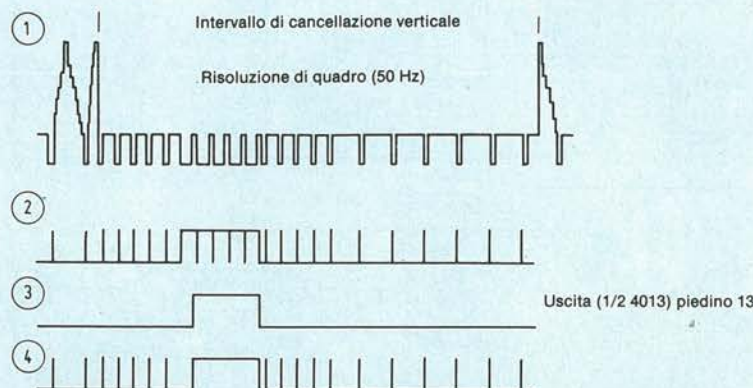 1
Intervallo di cancellazione verticale
Risoluzione di quadro (50 Hz)
2
3
Uscita (1/2 4013) piedino 13
4